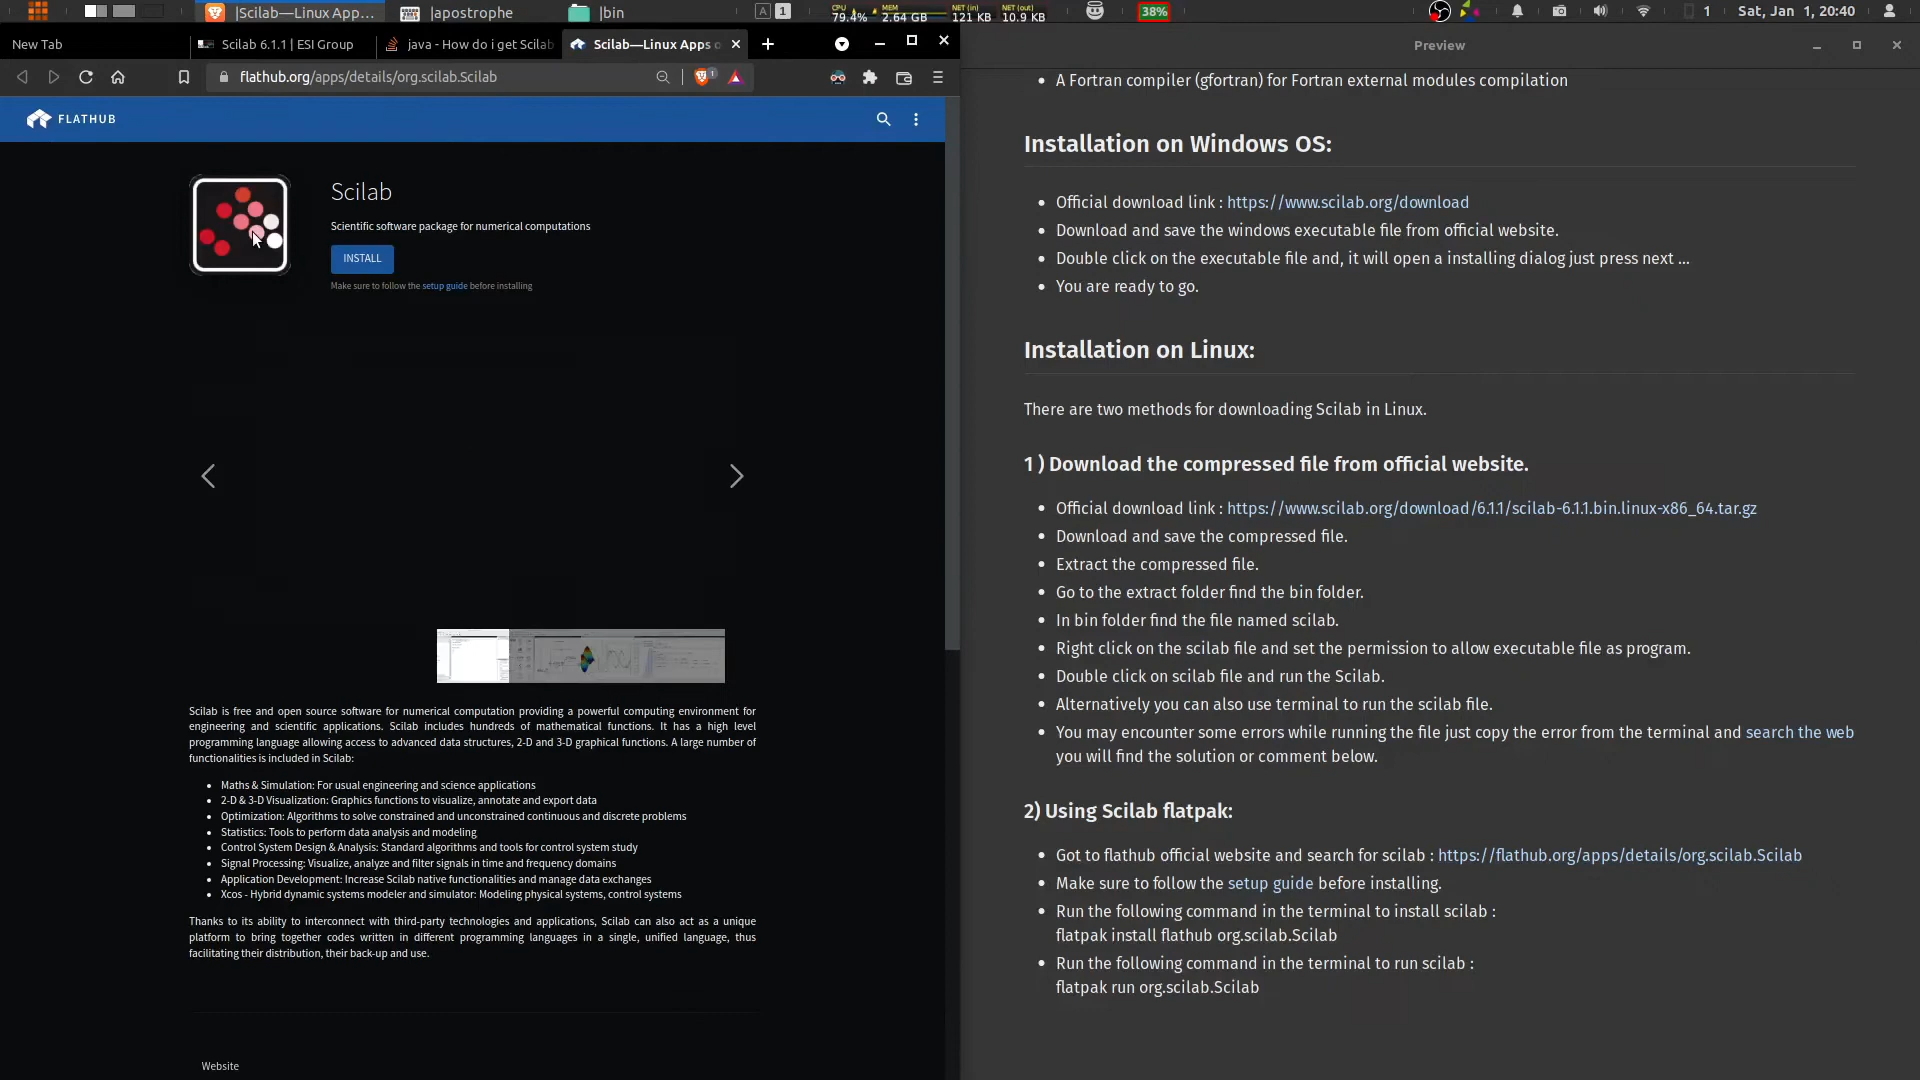 |Scilab—Linux App...
|apostrophe
|bin
A
1
CPU
79.4%
MEM
2.64 GB
NET (in)
121 KB
NET (out)
10.9 KB
38%
1
Sat, Jan 1, 20:40
New Tab
Scilab 6.1.1 | ESI Group
java - How do i get Scilab
Scilab—Linux Apps o
flathub.org/apps/details/org.scilab.Scilab
1
FLATHUB
Scilab
Scientific software package for numerical computations
INSTALL
Make sure to follow the setup guide before installing
Scilab is free and open source software for numerical computation providing a powerful computing environment for
engineering and scientific applications. Scilab includes hundreds of mathematical functions. It has a high level
programming language allowing access to advanced data structures, 2-D and 3-D graphical functions. A large number of
functionalities is included in Scilab:
Maths & Simulation: For usual engineering and science applications
2-D & 3-D Visualization: Graphics functions to visualize, annotate and export data
Optimization: Algorithms to solve constrained and unconstrained continuous and discrete problems
Statistics: Tools to perform data analysis and modeling
Control System Design & Analysis: Standard algorithms and tools for control system study
Signal Processing: Visualize, analyze and filter signals in time and frequency domains
Application Development: Increase Scilab native functionalities and manage data exchanges
Xcos - Hybrid dynamic systems modeler and simulator: Modeling physical systems, control systems
Thanks to its ability to interconnect with third-party technologies and applications, Scilab can also act as a unique
platform to bring together codes written in different programming languages in a single, unified language, thus
facilitating their distribution, their back-up and use.
Website
Preview
A Fortran compiler (gfortran) for Fortran external modules compilation
Installation on Windows OS:
Official download link : https://www.scilab.org/download
Download and save the windows executable file from official website.
Double click on the executable file and, it will open a installing dialog just press next ...
You are ready to go.
Installation on Linux:
There are two methods for downloading Scilab in Linux.
1 ) Download the compressed file from official website.
Official download link : https://www.scilab.org/download/6.1.1/scilab-6.1.1.bin.linux-x86_64.tar.gz
Download and save the compressed file.
Extract the compressed file.
Go to the extract folder find the bin folder.
In bin folder find the file named scilab.
Right click on the scilab file and set the permission to allow executable file as program.
Double click on scilab file and run the Scilab.
Alternatively you can also use terminal to run the scilab file.
You may encounter some errors while running the file just copy the error from the terminal and search the web
you will find the solution or comment below.
2) Using Scilab flatpak:
Got to flathub official website and search for scilab : https://flathub.org/apps/details/org.scilab.Scilab
Make sure to follow the setup guide before installing.
Run the following command in the terminal to install scilab :
flatpak install flathub org.scilab.Scilab
Run the following command in the terminal to run scilab :
flatpak run org.scilab.Scilab